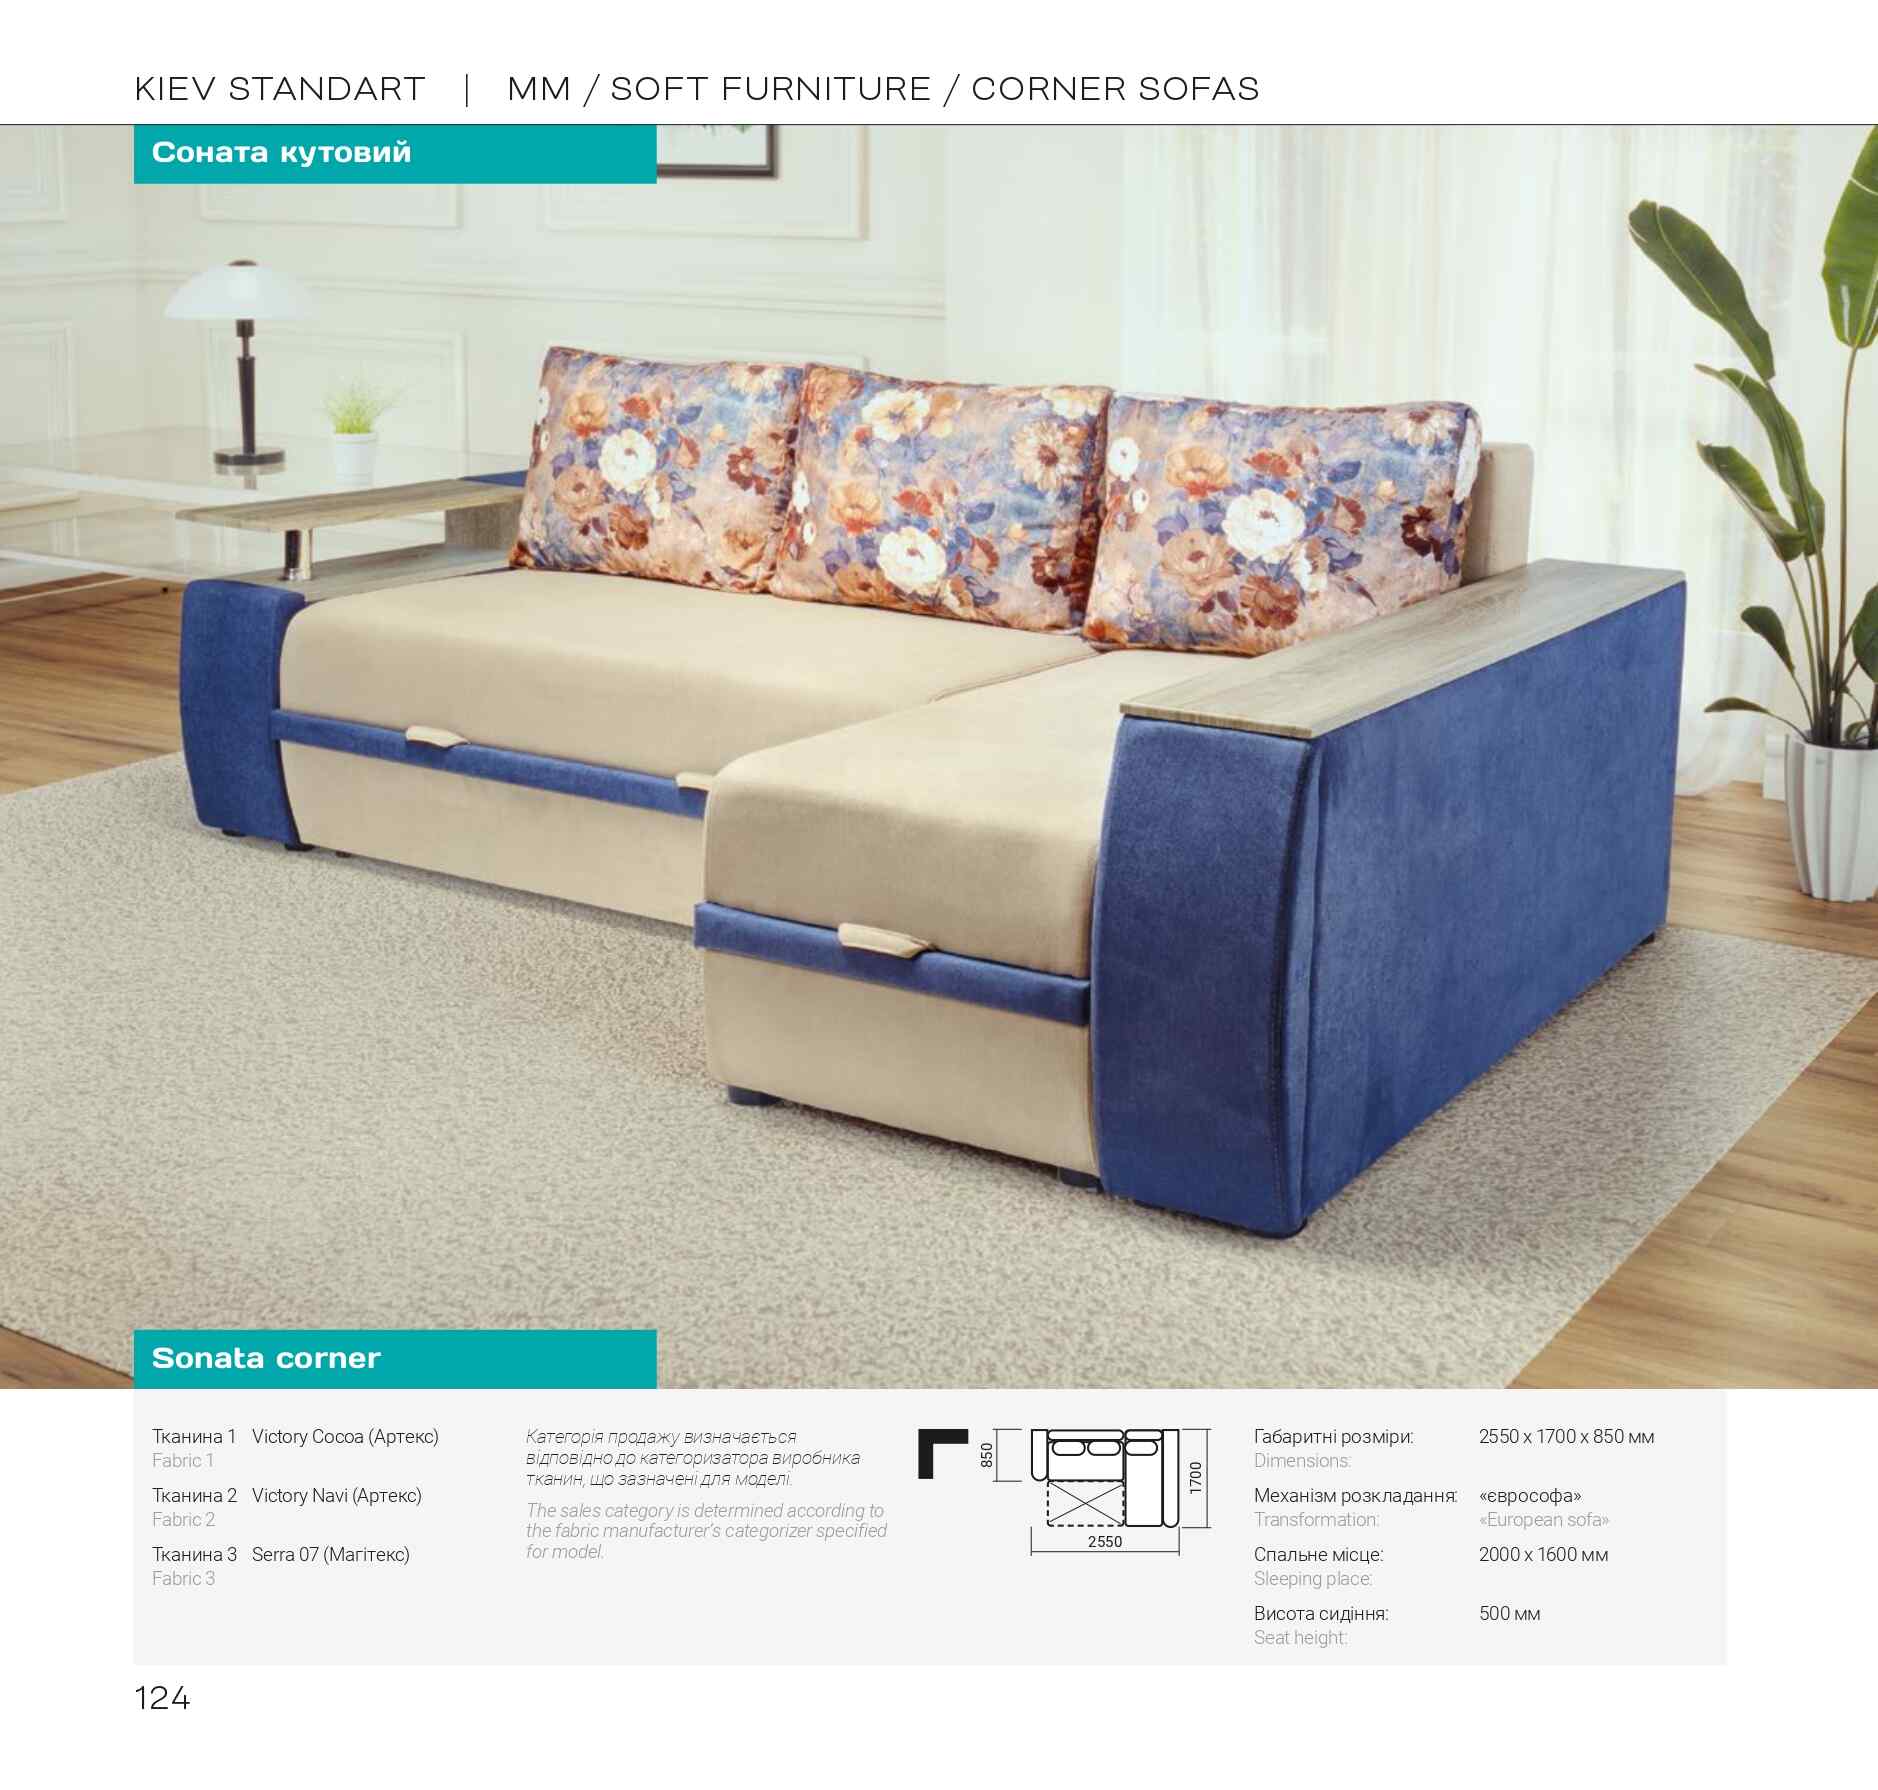 KIEV STANDART | MM / SOFT FURNITURE / CORNER SOFAS
Соната кутовий
Sonata corner
Тканина 1 Victory Cocoa (Артекс)
Fabric 1
Тканина 2 Victory Navi (Артекс)
Fabric 2
Тканина 3 Serra 07 (Магітекс)
Fabric 3
Категорія продажу визначається
відповідно до категоризатора виробника
тканин, що зазначені для моделі.
The sales category is determined according to
the fabric manufacturer's categorizer specified
for model.
850
1700
2550
Габаритні розміри: 2550 х 1700 х 850 мм
Dimensions:
Механізм розкладання: «єврософа»
Transformation: «European sofa»
Спальне місце: 2000 х 1600 мм
Sleeping place:
Висота сидіння: 500 мм
Seat height:
124